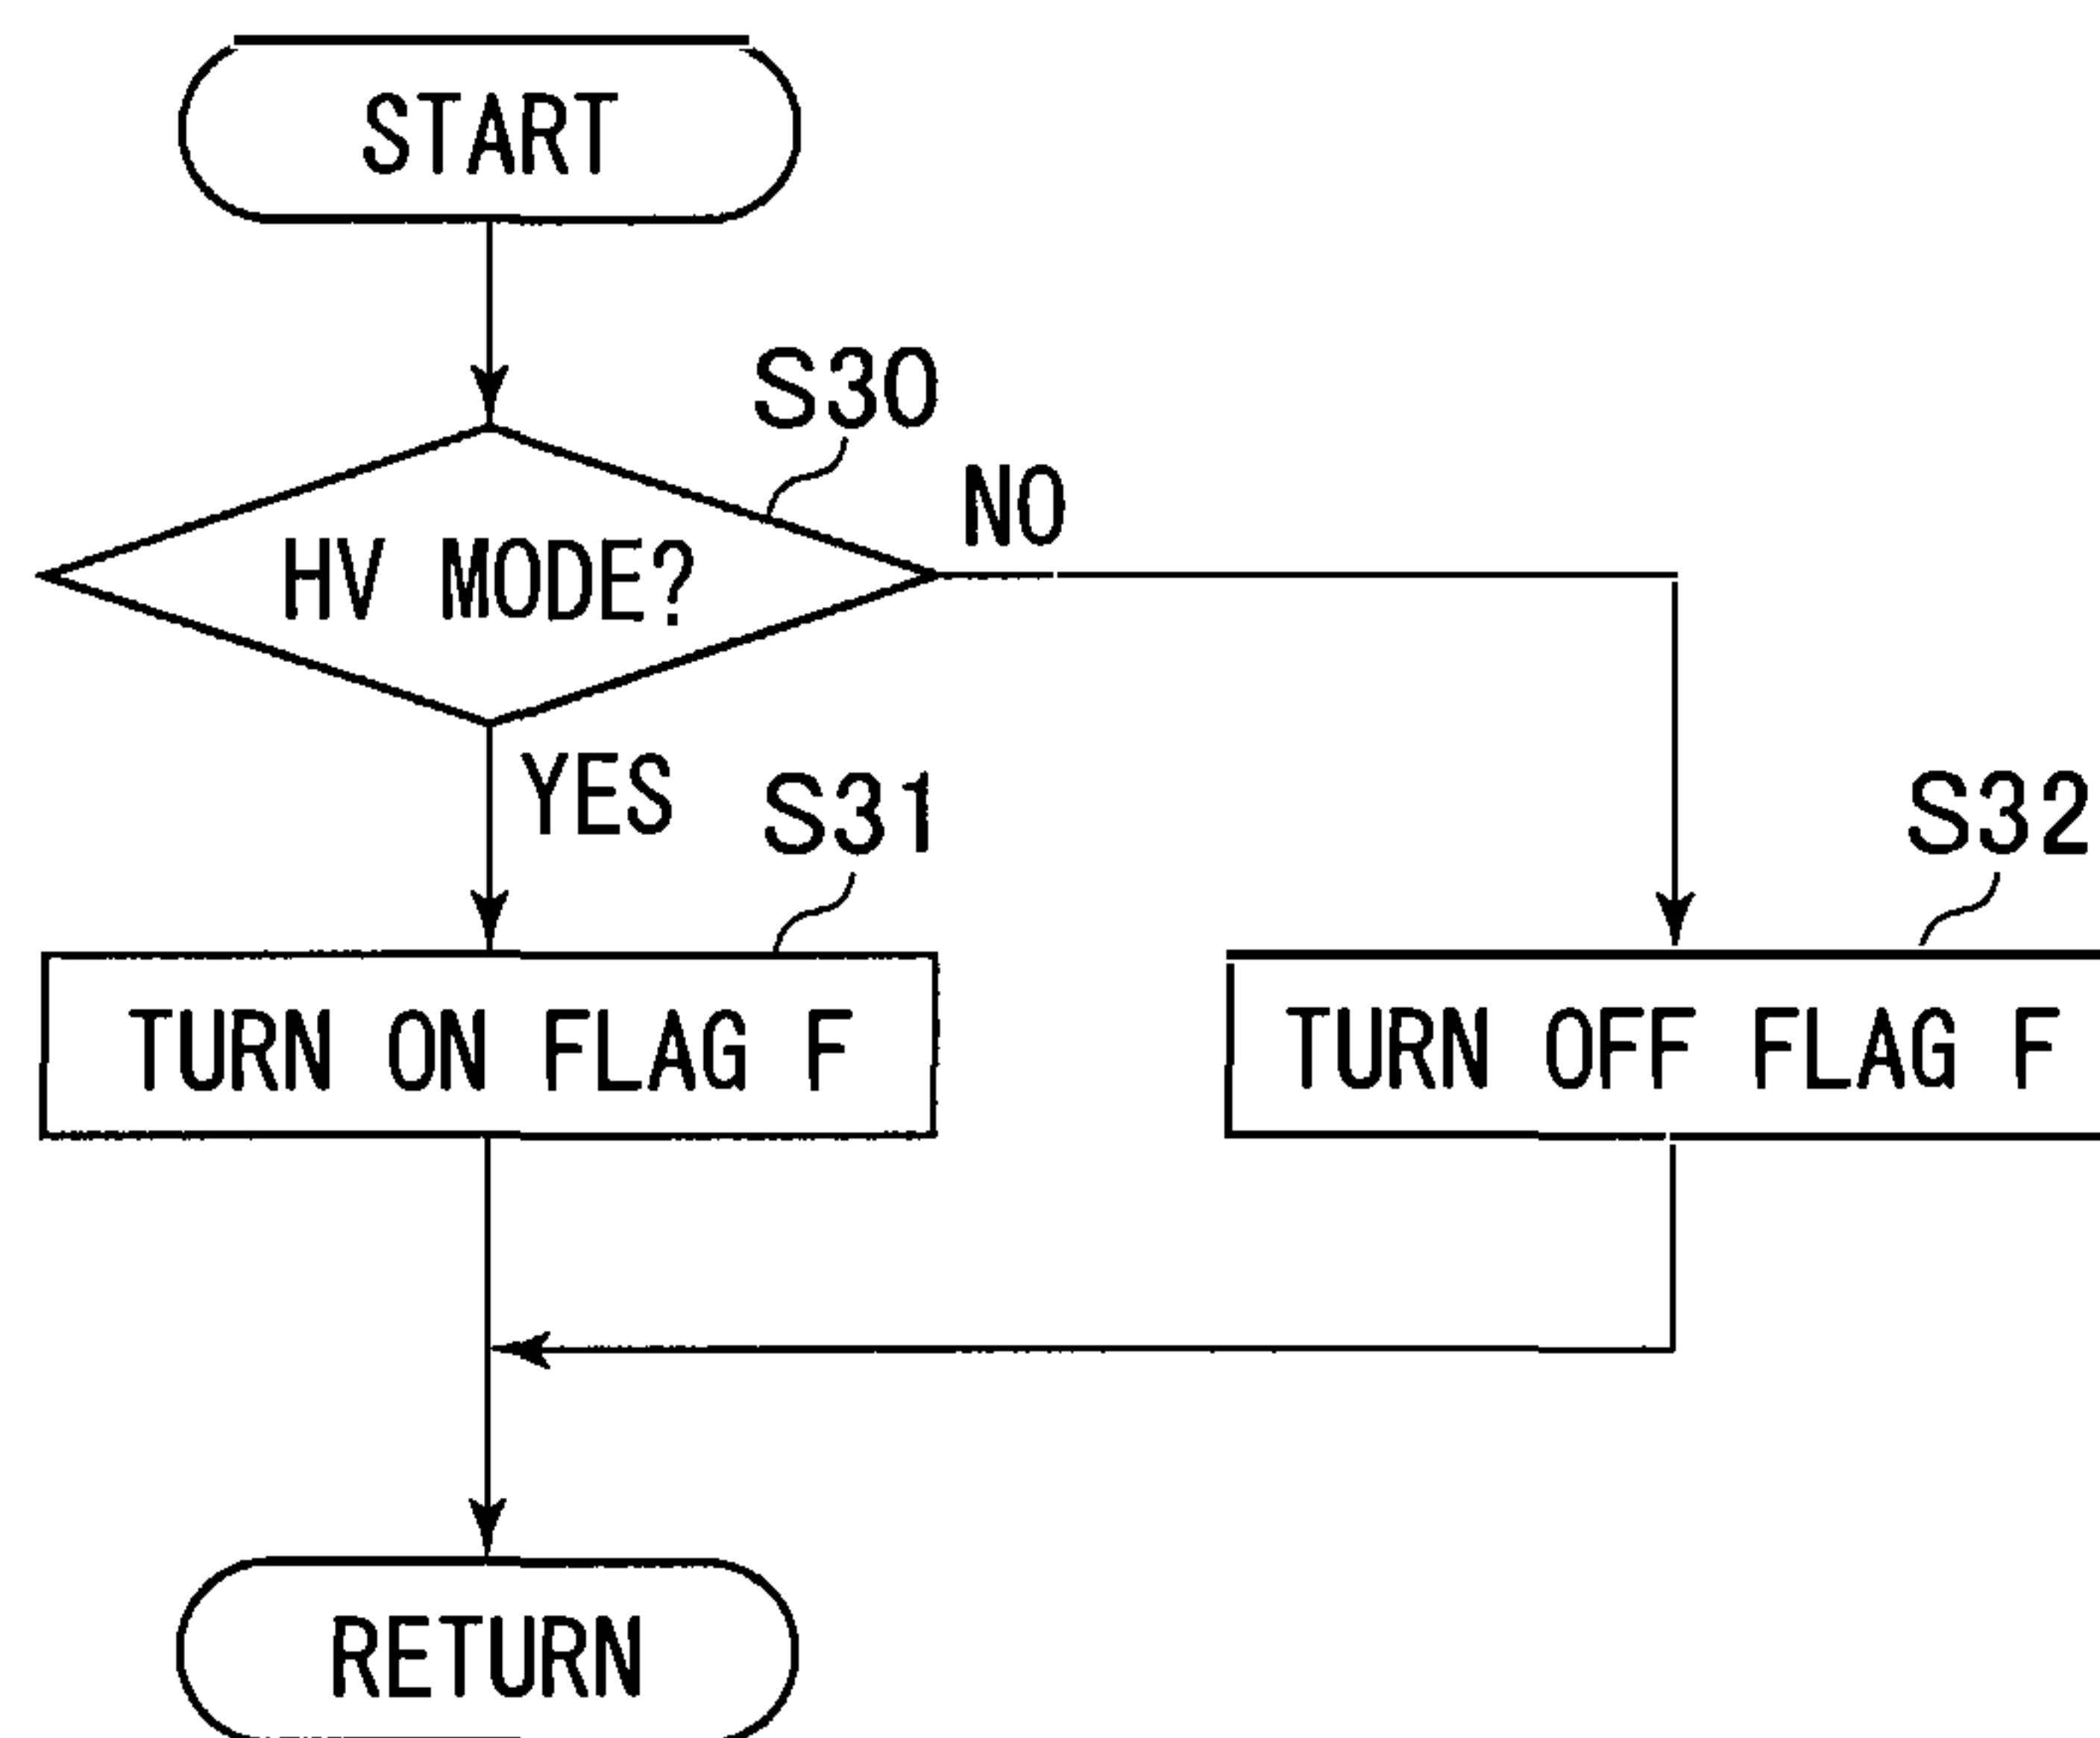 START
S30
NO
HV MODE?
YES
S31
S32
TURN ON FLAG F
TURN OFF FLAG F
RETURN